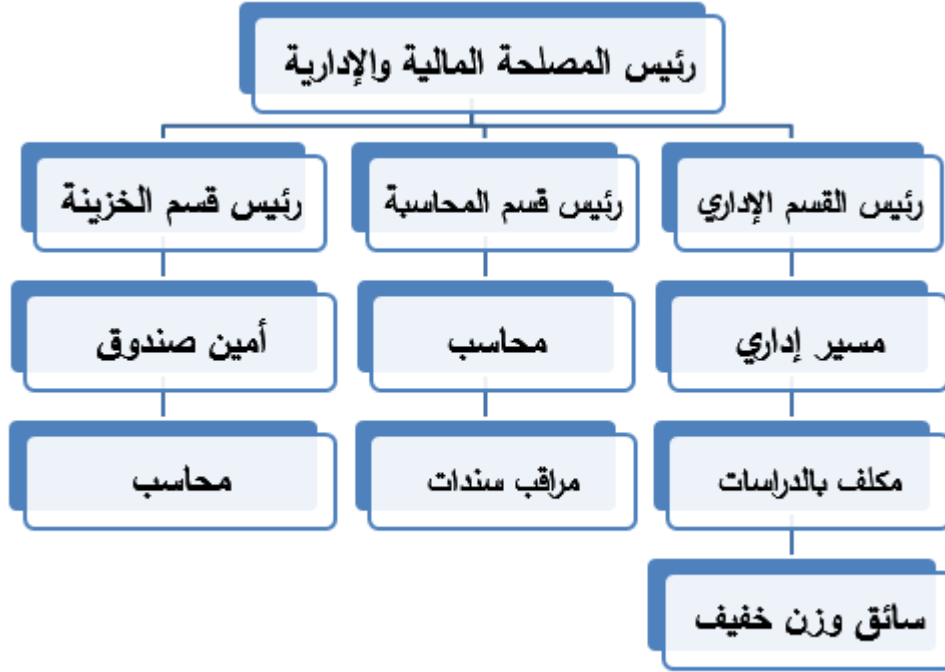 رئيس المصلحة المالية والإدارية
رئيس القسم الإداري
رئيس قسم المحاسبة
رئيس قسم الخزينة
مسير إداري
محاسب
أمين صندوق
مكلف بالدراسات
مراقب سندات
محاسب
سائق وزن خفيف